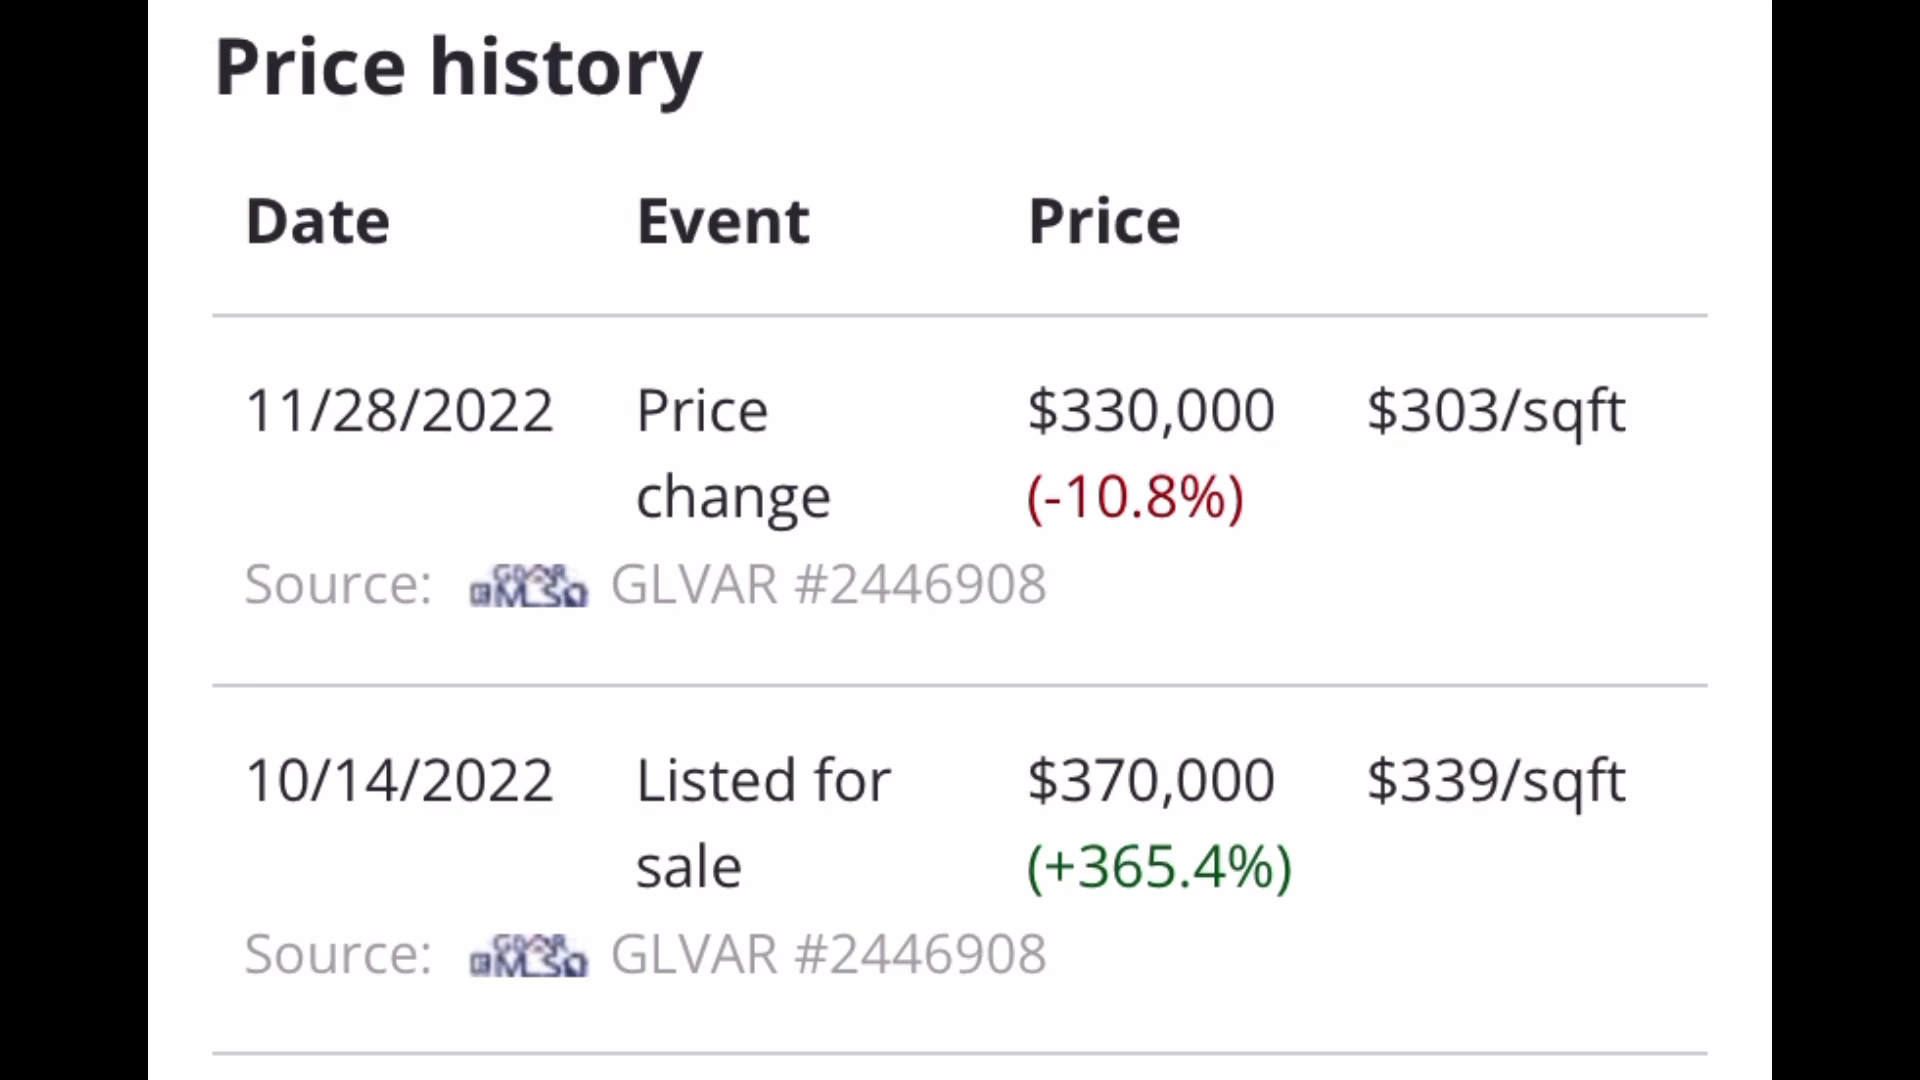 Price history
Date Event Price
11/28/2022 Price $330,000 $303/sqft
change (-10.8%)
Source: GLVAR #2446908
10/14/2022 Listed for $370,000 $339/sqft
sale (+365.4%)
Source: GLVAR #2446908